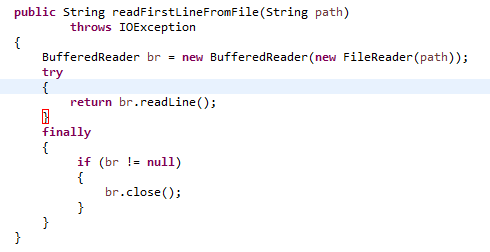 public String readFirstLineFromFile(String path)
        throws IOException
{
    BufferedReader br = new BufferedReader(new FileReader(path));
    try
    {
        return br.readLine();
    }
    finally
    {
         if (br != null)
         {
             br.close();
         }
    }
}